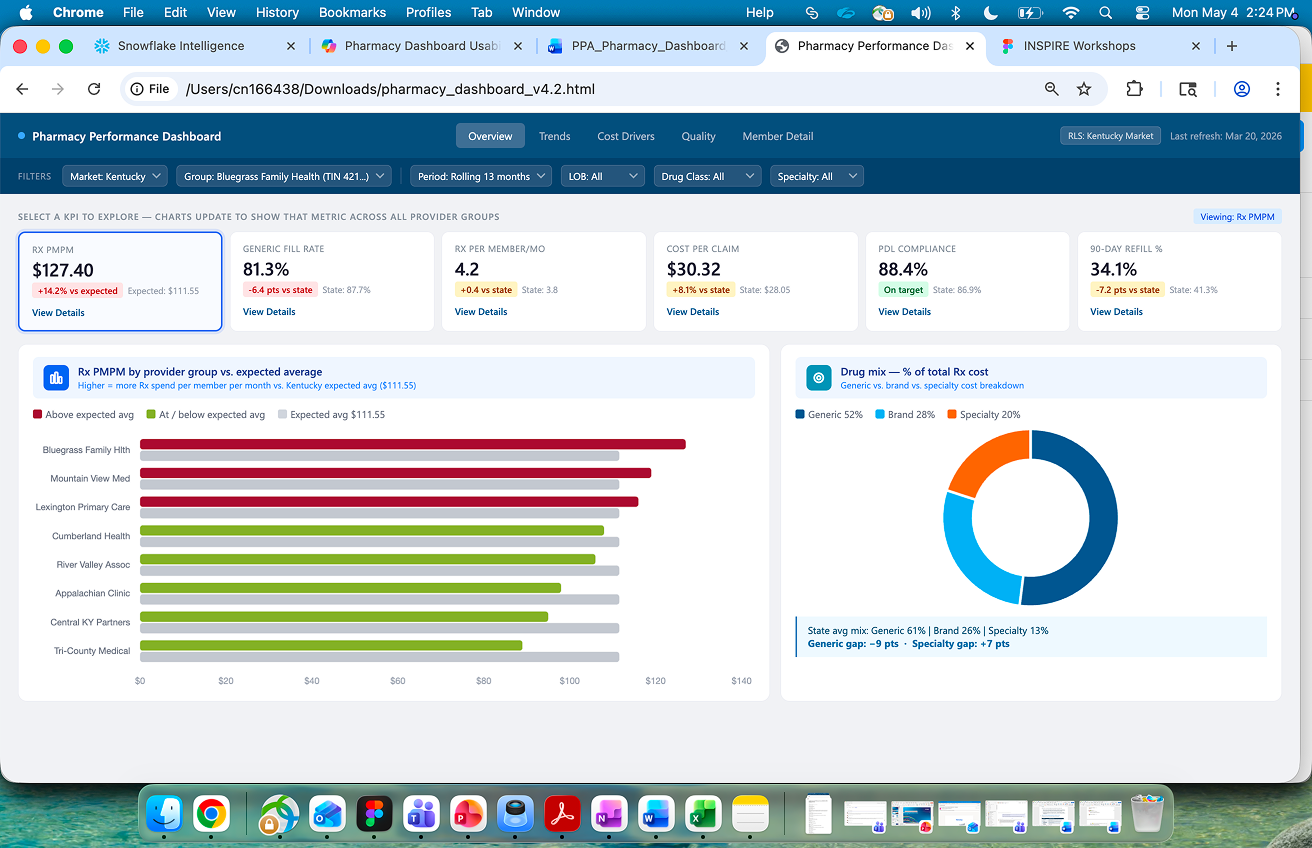 Chrome File Edit View History Bookmarks Profiles Tab Window Help Mon May 4 2:24 PM
Snowflake Intelligence
Pharmacy Dashboard Usab
PPA_Pharmacy_Dashboard
Pharmacy Performance Das
INSPIRE Workshops
File /Users/cn166438/Downloads/pharmacy_dashboard_v4.2.html
Pharmacy Performance Dashboard
Overview Trends Cost Drivers Quality Member Detail
RLS: Kentucky Market Last refresh: Mar 20, 2026
FILTERS Market: Kentucky Group: Bluegrass Family Health (TIN 421...) Period: Rolling 13 months LOB: All Drug Class: All Specialty: All
SELECT A KPI TO EXPLORE — CHARTS UPDATE TO SHOW THAT METRIC ACROSS ALL PROVIDER GROUPS
Viewing: Rx PMPM
RX PMPM
$127.40
+14.2% vs expected Expected: $111.55
View Details
GENERIC FILL RATE
81.3%
-6.4 pts vs state State: 87.7%
View Details
RX PER MEMBER/MO
4.2
+0.4 vs state State: 3.8
View Details
COST PER CLAIM
$30.32
+8.1% vs state State: $28.05
View Details
PDL COMPLIANCE
88.4%
On target State: 86.9%
View Details
90-DAY REFILL %
34.1%
-7.2 pts vs state State: 41.3%
View Details
Rx PMPM by provider group vs. expected average
Higher = more Rx spend per member per month vs. Kentucky expected avg ($111.55)
Above expected avg At / below expected avg Expected avg $111.55
Bluegrass Family Hlth
Mountain View Med
Lexington Primary Care
Cumberland Health
River Valley Assoc
Appalachian Clinic
Central KY Partners
Tri-County Medical
$0 $20 $40 $60 $80 $100 $120 $140
Drug mix — % of total Rx cost
Generic vs. brand vs. specialty cost breakdown
Generic 52% Brand 28% Specialty 20%
State avg mix: Generic 61% | Brand 26% | Specialty 13%
Generic gap: −9 pts · Specialty gap: +7 pts